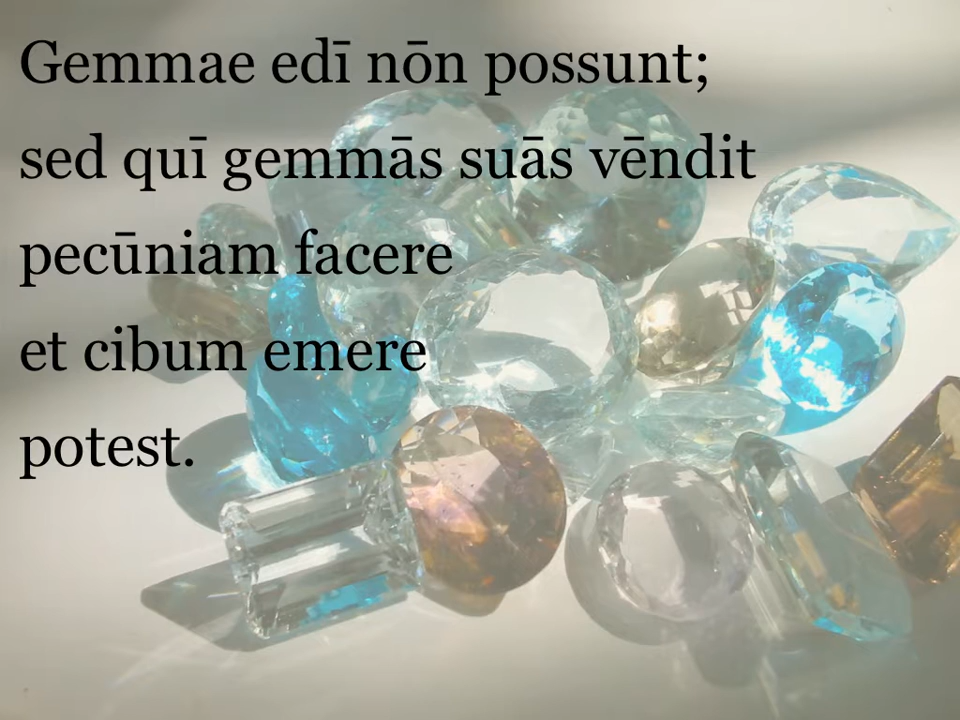 Gemmae edī nōn possunt;
sed quī gemmās suās vēndit
pecūniam facere
et cibum emere
potest.